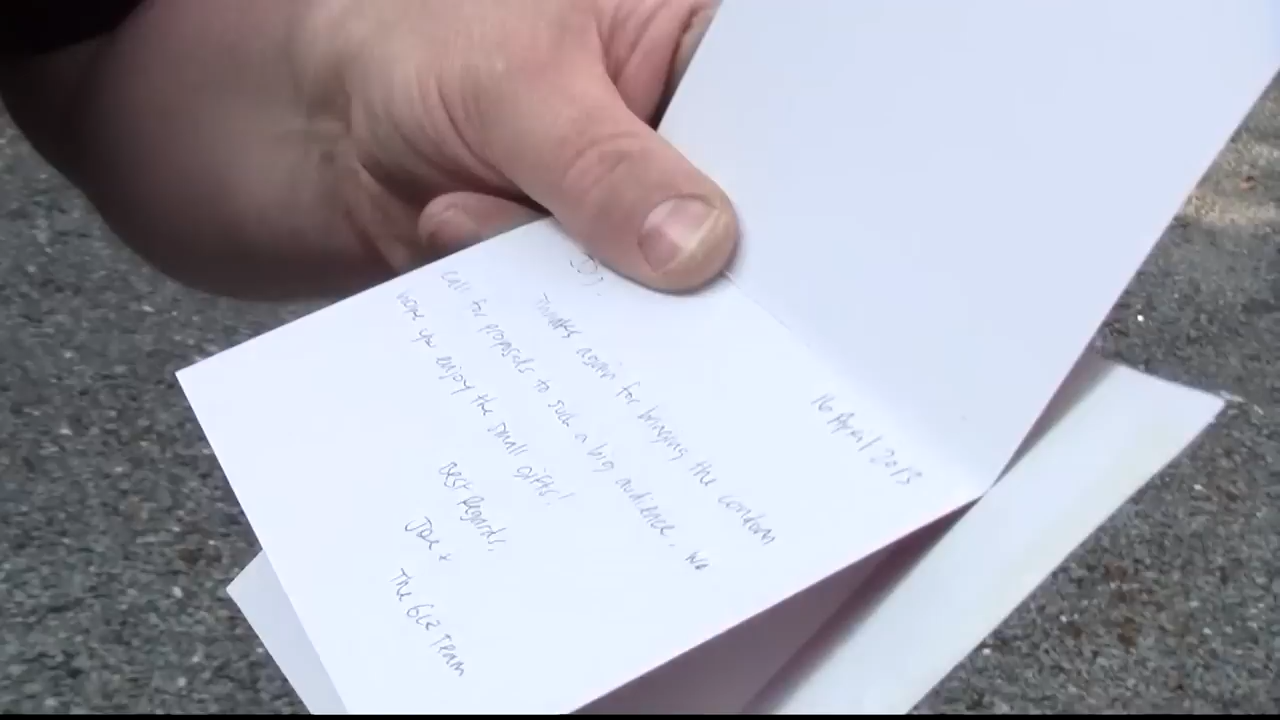 16 April 2013
DJ,
Thanks again for bringing the condom
call for proposals to such a big audience. We
hope you enjoy the small gifts!
Best Regards,
Joe +
The GCE Team